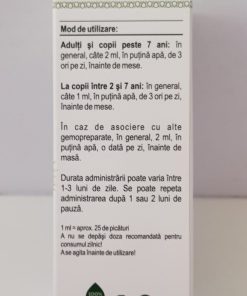 Mod de utilizare:
Adulți și copii peste 7 ani: în
general, câte 2 ml, în puțină apă, de 3
ori pe zi, înainte de mese.
La copii între 2 și 7 ani: în general,
câte 1 ml, în puțină apă, de 3 ori pe zi,
înainte de mese.
În caz de asociere cu alte
gemopreparate, în general, 2 ml, în
puțină apă, o dată pe zi, înainte de
masă.
Durata administrării poate varia între
1-3 luni de zile. Se poate repeta
administrarea după 1 sau 2 luni de
pauză.
1 ml = aprox. 25 de picături
A nu se depăși doza recomandată pentru
consumul zilnic!
A se agita înainte de utilizare!
100%